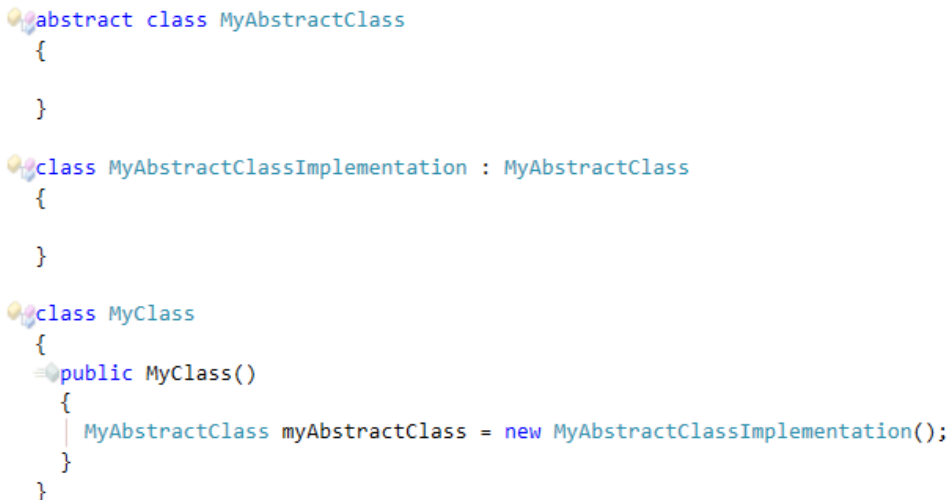 abstract class MyAbstractClass
{
}
class MyAbstractClassImplementation : MyAbstractClass
{
}
class MyClass
{
public MyClass()
{
MyAbstractClass myAbstractClass = new MyAbstractClassImplementation();
}
}